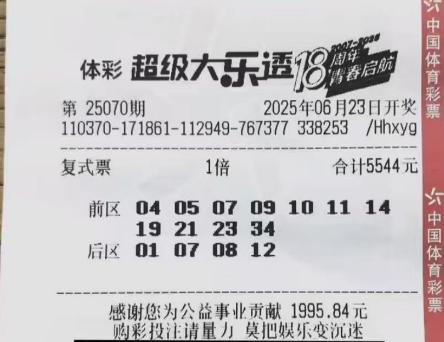 体彩 超级大乐透 18周年 青春启航
2007-2025
第 25070期 2025年06月23日开奖
110370-171861-112949-767377 338253 /Hhxyg
复式票 1倍 合计5544元
前区 04 05 07 09 10 11 14
19 21 23 34
后区 01 07 08 12
感谢您为公益事业贡献 1995.84元
购彩投注请量力 莫把娱乐变沉迷
中国体育彩票
中国体育彩票